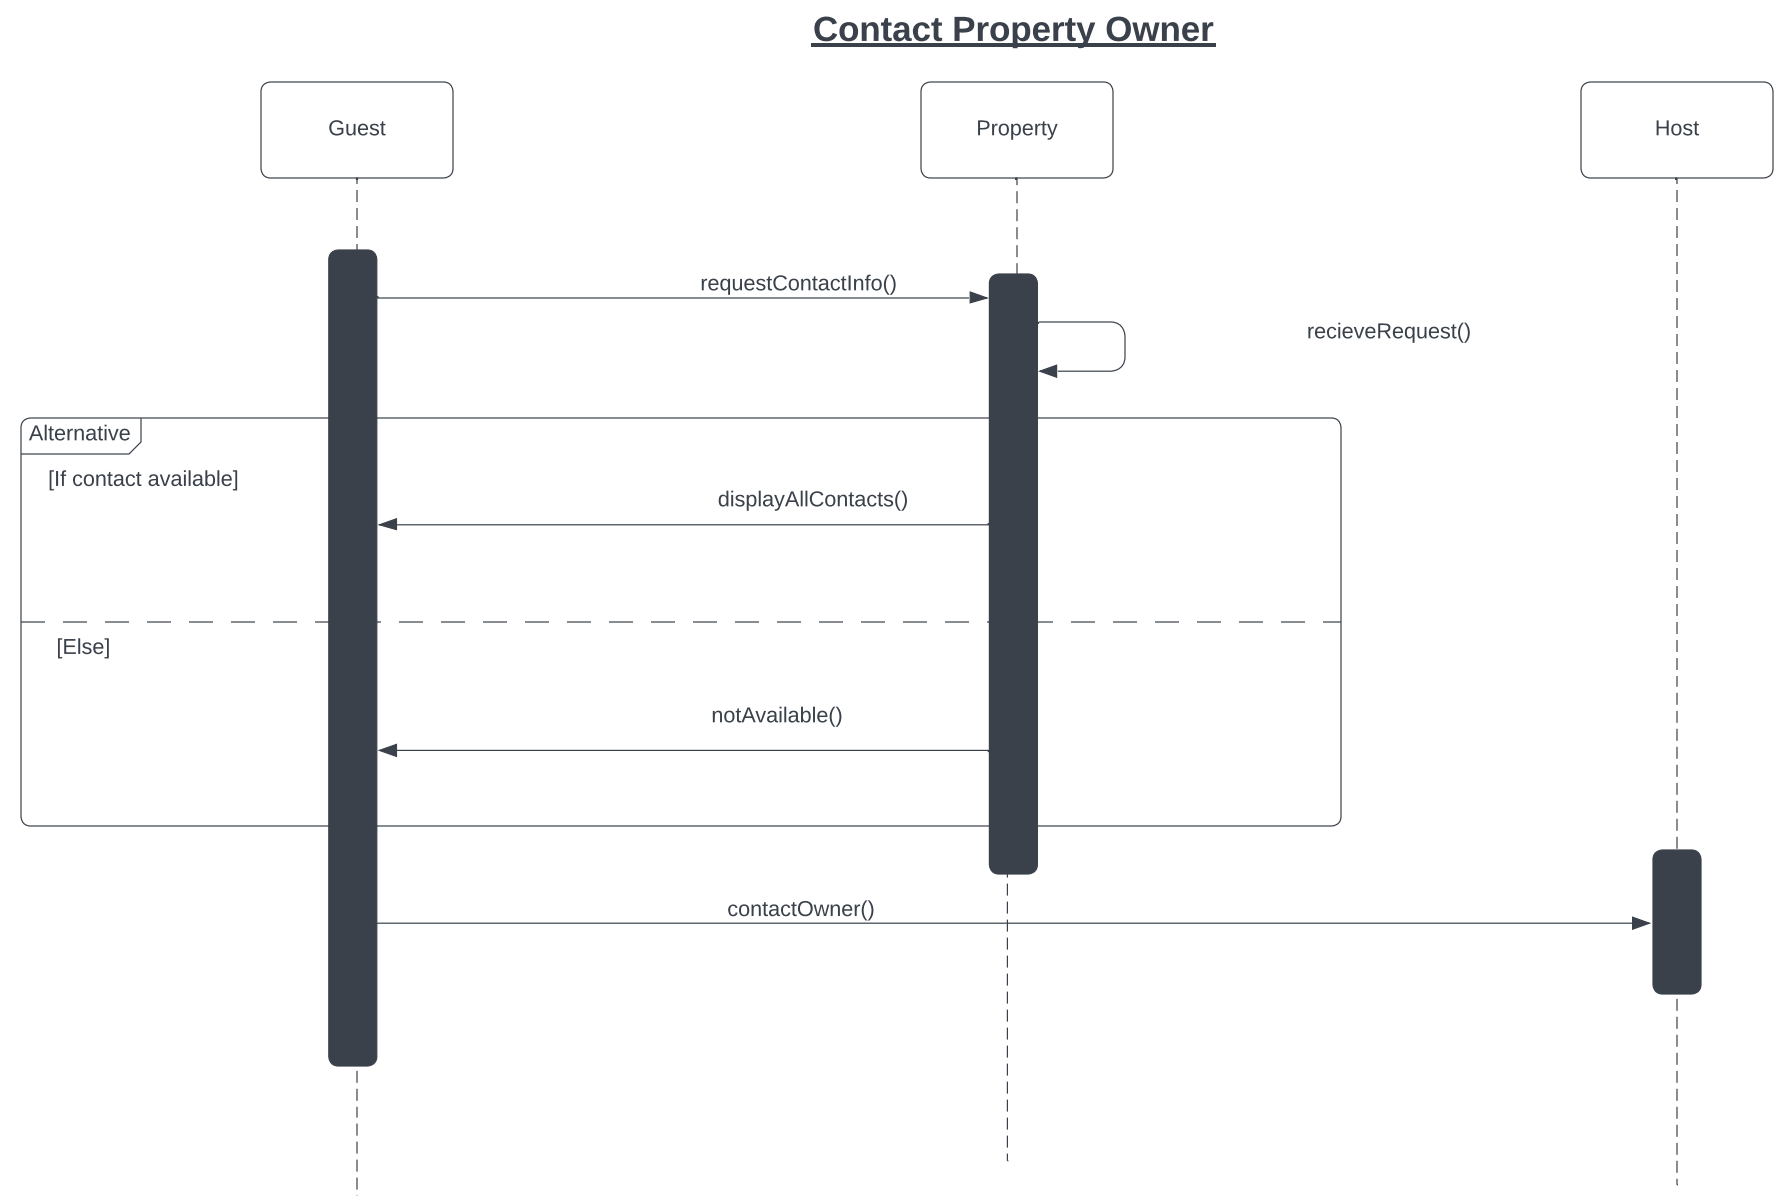 Contact Property Owner
Guest
Property
Host
requestContactInfo()
recieveRequest()
Alternative
[If contact available]
displayAllContacts()
[Else]
notAvailable()
contactOwner()